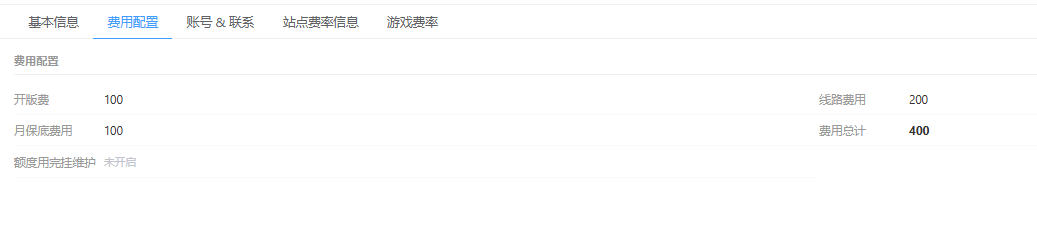 基本信息 费用配置 账号 & 联系 站点费率信息 游戏费率
费用配置
开版费 100 线路费用 200
月保底费用 100 费用总计 400
额度用完挂维护 未开启